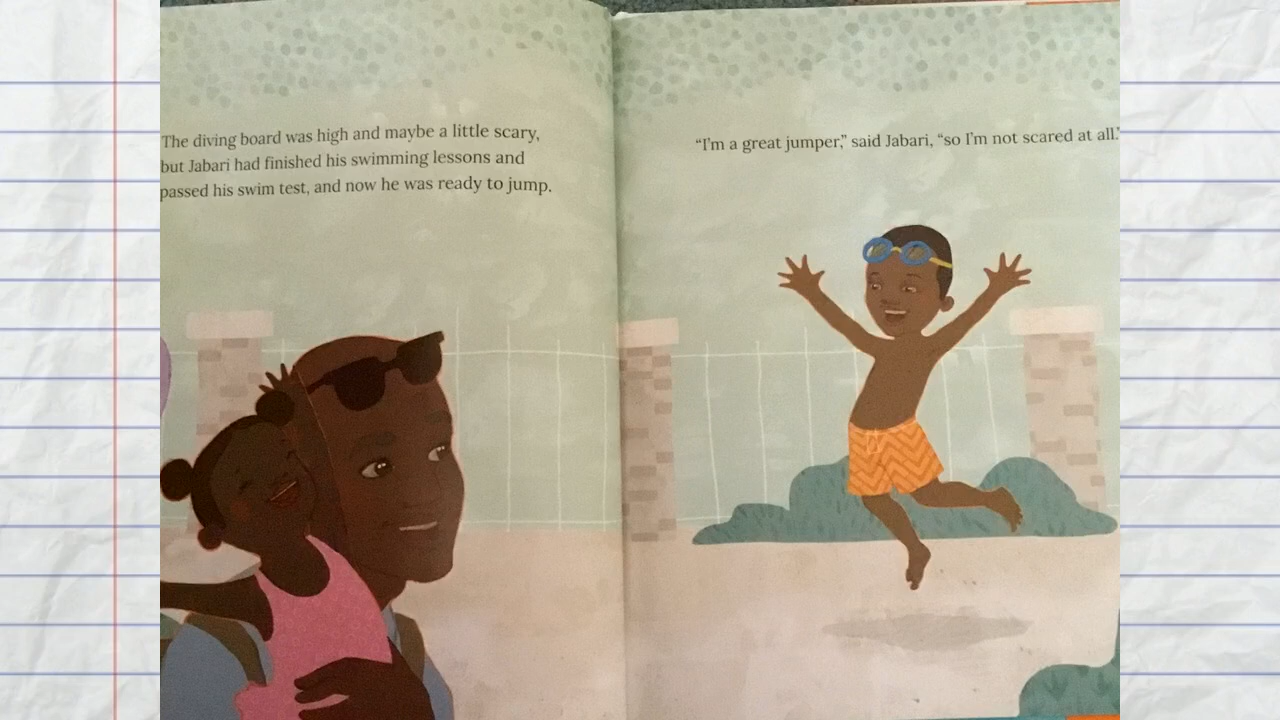 The diving board was high and maybe a little scary,
but Jabari had finished his swimming lessons and
passed his swim test, and now he was ready to jump.
“I’m a great jumper,” said Jabari, “so I’m not scared at all.”